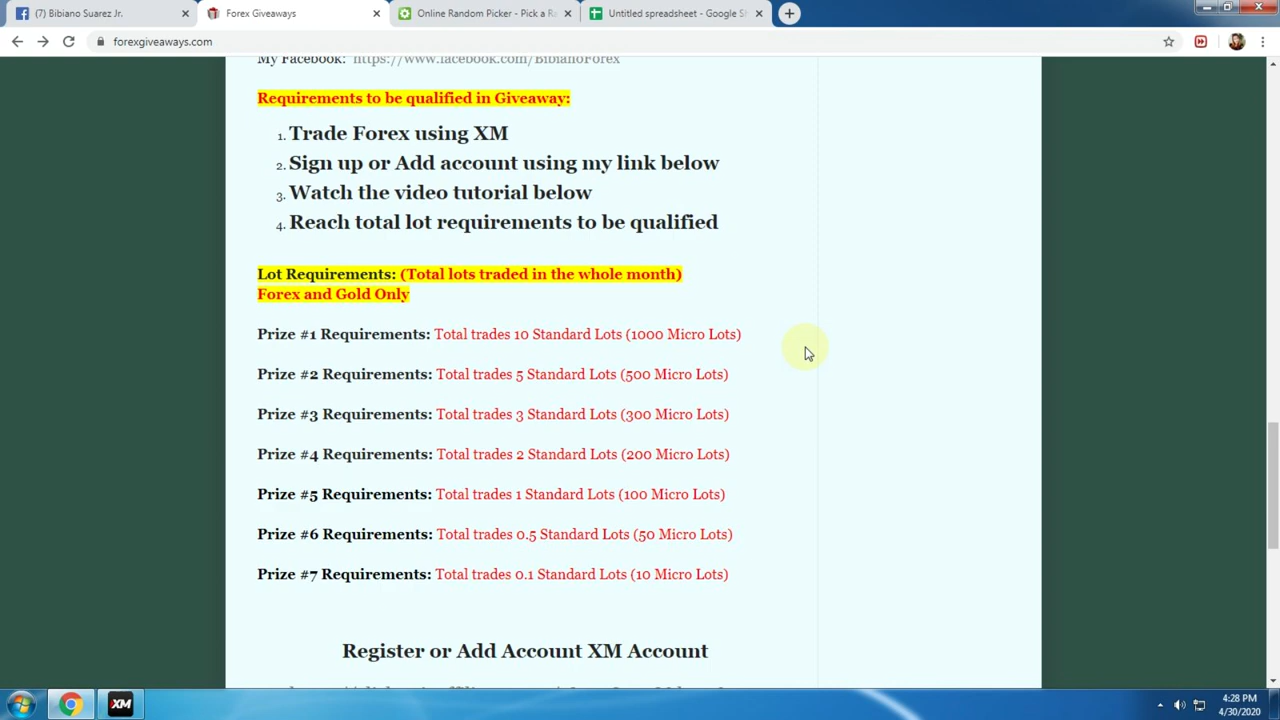 (7) Bibiano Suarez Jr.
Forex Giveaways
Online Random Picker - Pick a R
Untitled spreadsheet - Google Sh
forexgiveaways.com
My Facebook: https://www.facebook.com/BibianoForex
Requirements to be qualified in Giveaway:
1. Trade Forex using XM
2. Sign up or Add account using my link below
3. Watch the video tutorial below
4. Reach total lot requirements to be qualified
Lot Requirements: (Total lots traded in the whole month)
Forex and Gold Only
Prize #1 Requirements: Total trades 10 Standard Lots (1000 Micro Lots)
Prize #2 Requirements: Total trades 5 Standard Lots (500 Micro Lots)
Prize #3 Requirements: Total trades 3 Standard Lots (300 Micro Lots)
Prize #4 Requirements: Total trades 2 Standard Lots (200 Micro Lots)
Prize #5 Requirements: Total trades 1 Standard Lots (100 Micro Lots)
Prize #6 Requirements: Total trades 0.5 Standard Lots (50 Micro Lots)
Prize #7 Requirements: Total trades 0.1 Standard Lots (10 Micro Lots)
Register or Add Account XM Account
XM
4:28 PM
4/30/2020